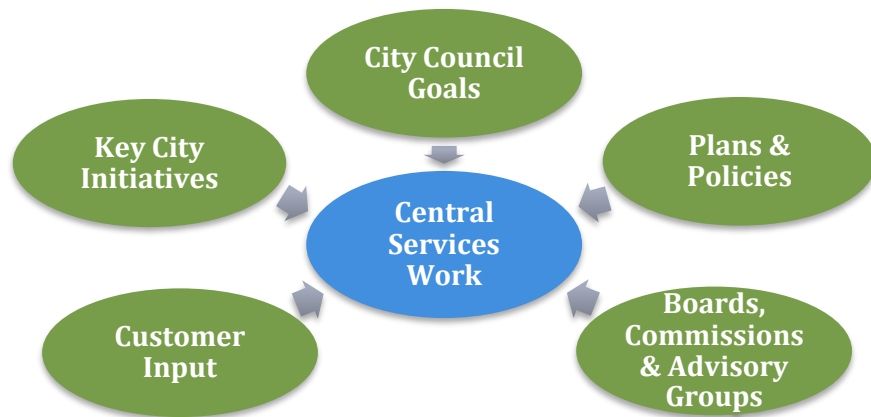 City Council
Goals
Key City
Initiatives
Plans &
Policies
Central
Services
Work
Customer
Input
Boards,
Commissions
& Advisory
Groups